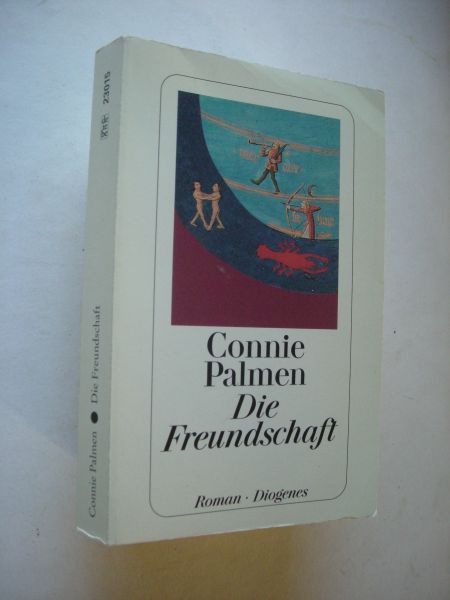 Connie
Palmen
Die
Freundschaft
Roman · Diogenes
Connie Palmen ● Die Freundschaft
23015